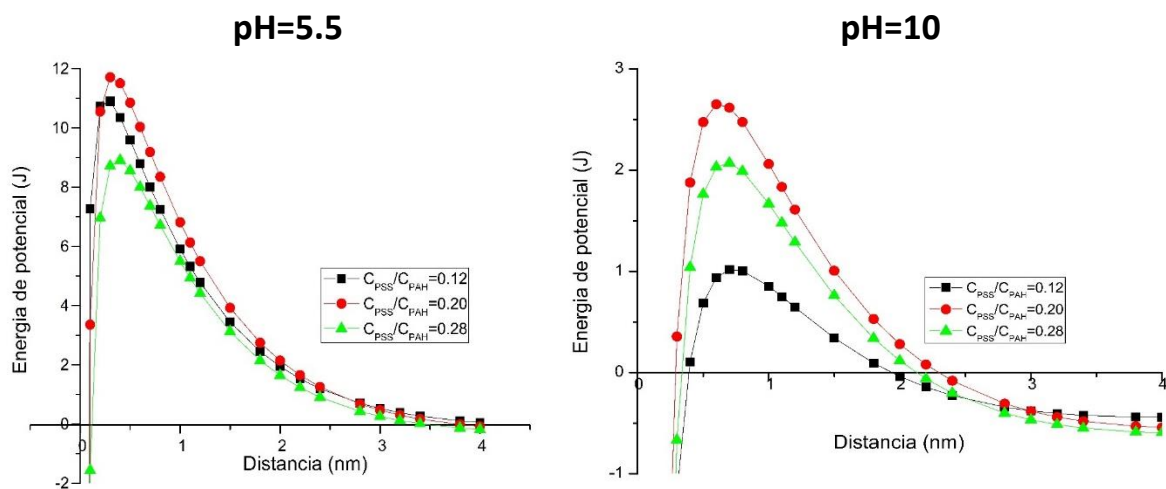 pH=5.5
12
10
8
6
4
2
0
-2
Energia de potencial (J)
C_PSS/C_PAH=0.12
C_PSS/C_PAH=0.20
C_PSS/C_PAH=0.28
0 1 2 3 4
Distancia (nm)
pH=10
3
2
1
0
-1
Energia de potencial (J)
C_PSS/C_PAH=0.12
C_PSS/C_PAH=0.20
C_PSS/C_PAH=0.28
0 1 2 3 4
Distancia (nm)